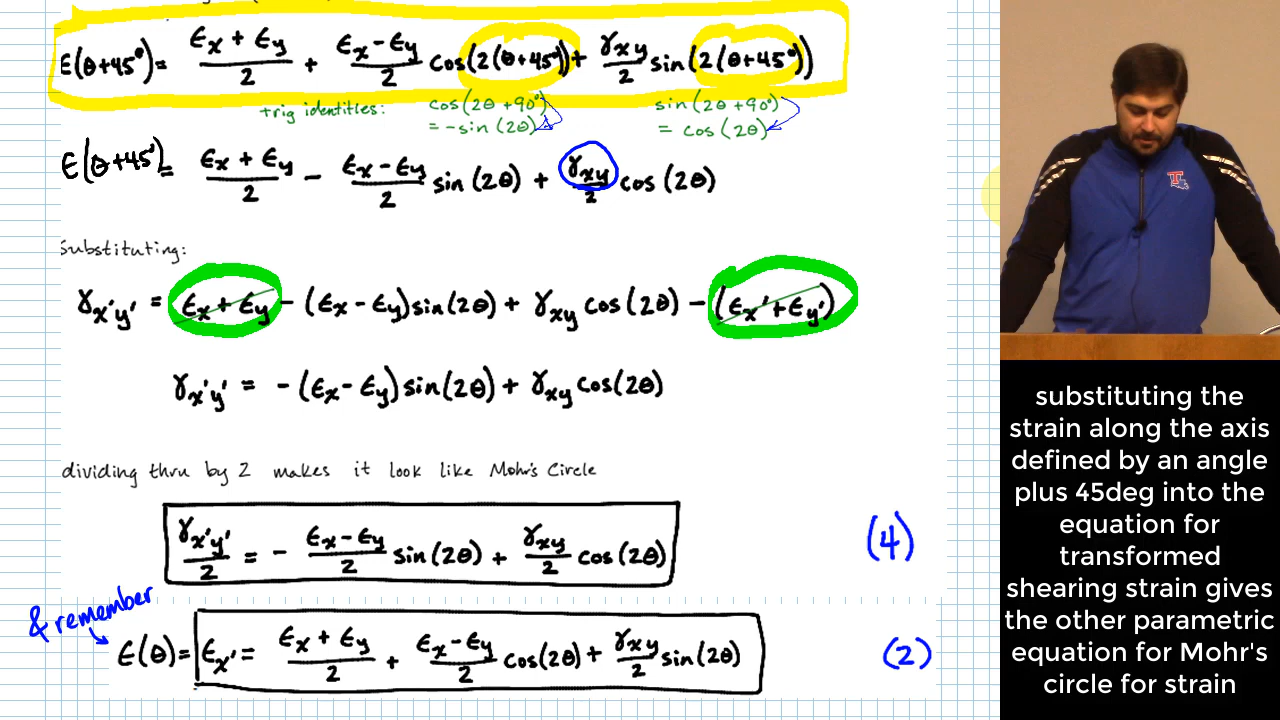 ϵ(θ+45°)= (ϵx + ϵy)/2 + (ϵx − ϵy)/2 cos(2(θ+45°)) + γxy/2 sin(2(θ+45°))
trig identities: cos(2θ +90°) = −sin(2θ) sin(2θ +90°) = cos(2θ)
ϵ(θ+45°)= (ϵx + ϵy)/2 − (ϵx − ϵy)/2 sin(2θ) + γxy/2 cos(2θ)
Substituting:
γx'y' = ϵx + ϵy − (ϵx − ϵy)sin(2θ) + γxy cos(2θ) − (ϵx' + ϵy')
γx'y' = −(ϵx − ϵy)sin(2θ) + γxy cos(2θ)
dividing thru by 2 makes it look like Mohr's Circle
γx'y'/2 = − (ϵx − ϵy)/2 sin(2θ) + γxy/2 cos(2θ) (4)
& remember
ϵ(θ)= ϵx' = (ϵx + ϵy)/2 + (ϵx − ϵy)/2 cos(2θ) + γxy/2 sin(2θ) (2)
T
substituting the
strain along the axis
defined by an angle
plus 45deg into the
equation for
transformed
shearing strain gives
the other parametric
equation for Mohr's
circle for strain